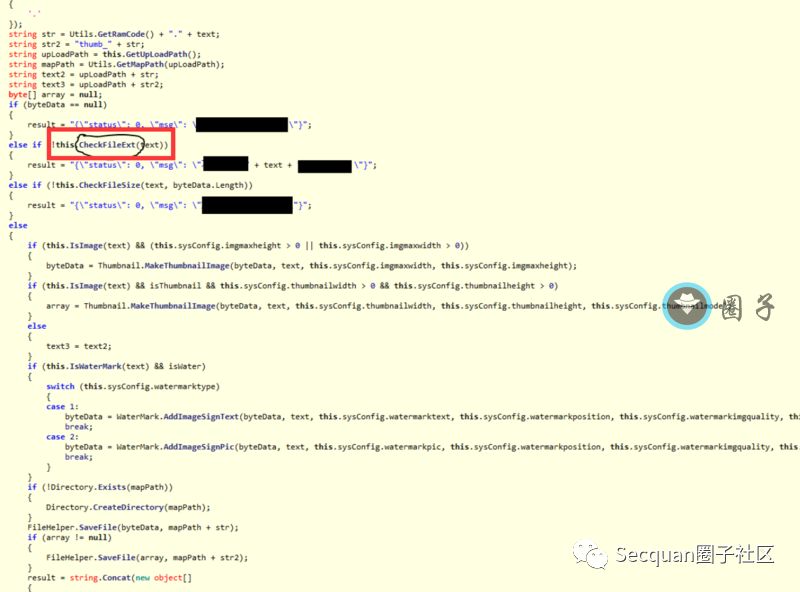 {
'.'
});
string str = Utils.GetRamCode() + "." + text;
string str2 = "thumb_" + str;
string upLoadPath = this.GetUpLoadPath();
string mapPath = Utils.GetMapPath(upLoadPath);
string text2 = upLoadPath + str;
string text3 = upLoadPath + str2;
byte[] array = null;
if (byteData == null)
{
result = "{\"status\": 0, \"msg\": \" \"}";
}
else if (!this.CheckFileExt(text))
{
result = "{\"status\": 0, \"msg\": \" " + text + " \"}";
}
else if (!this.CheckFileSize(text, byteData.Length))
{
result = "{\"status\": 0, \"msg\": \" \"}";
}
else
{
if (this.IsImage(text) && (this.sysConfig.imgmaxheight > 0 || this.sysConfig.imgmaxwidth > 0))
{
byteData = Thumbnail.MakeThumbnailImage(byteData, text, this.sysConfig.imgmaxwidth, this.sysConfig.imgmaxheight);
}
if (this.IsImage(text) && isThumbnail && this.sysConfig.thumbnailwidth > 0 && this.sysConfig.thumbnailheight > 0)
{
array = Thumbnail.MakeThumbnailImage(byteData, text, this.sysConfig.thumbnailwidth, this.sysConfig.thumbnailheight, this.sysConfig.thumbnailmode
圈子
}
else
{
text3 = text2;
}
if (this.IsWaterMark(text) && isWater)
{
switch (this.sysConfig.watermarktype)
{
case 1:
byteData = WaterMark.AddImageSignText(byteData, text, this.sysConfig.watermarktext, this.sysConfig.watermarkposition, this.sysConfig.watermarkimgquality, th
break;
case 2:
byteData = WaterMark.AddImageSignPic(byteData, text, this.sysConfig.watermarkpic, this.sysConfig.watermarkposition, this.sysConfig.watermarkimgquality, this
break;
}
}
if (!Directory.Exists(mapPath))
{
Directory.CreateDirectory(mapPath);
}
FileHelper.SaveFile(byteData, mapPath + str);
if (array != null)
{
FileHelper.SaveFile(array, mapPath + str2);
}
result = string.Concat(new object[]
{
Secquan圈子社区